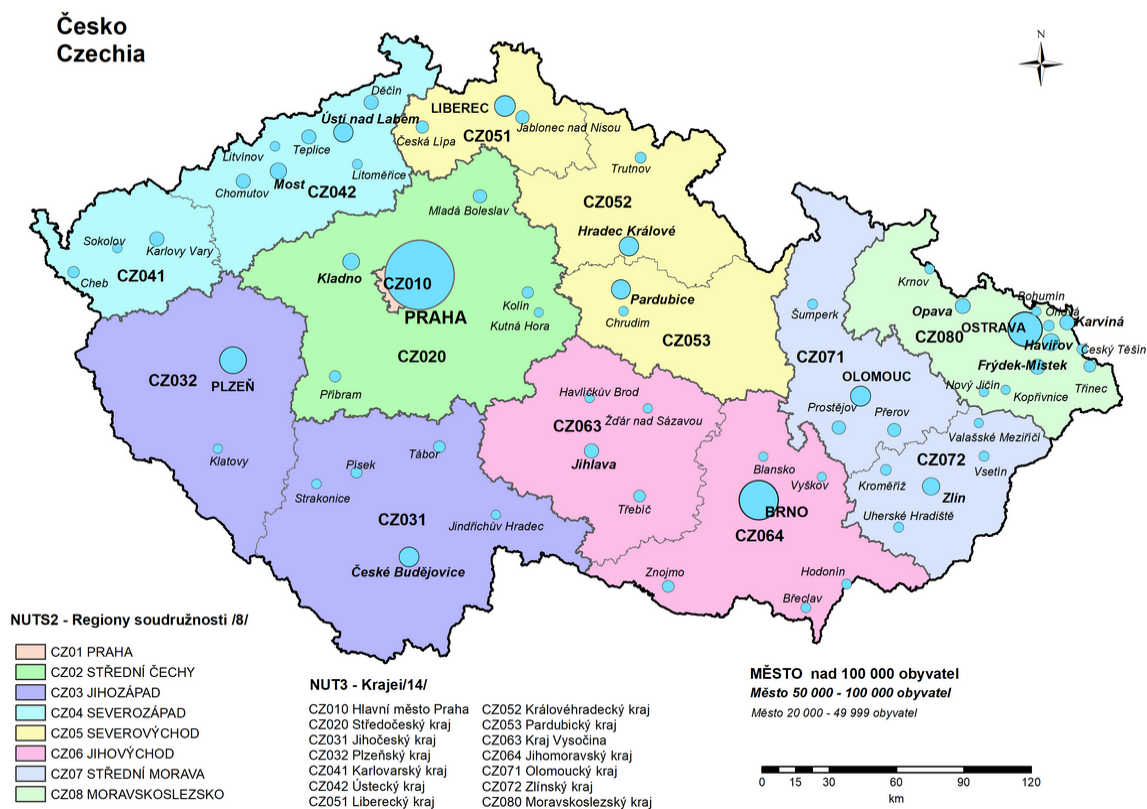 Česko
Czechia
N
Děčín
LIBEREC
Ústí nad Labem
Jablonec nad Nisou
CZ051
Česká Lípa
Teplice
Litvínov
Trutnov
Litoměřice
Most
CZ042
Chomutov
CZ052
Mladá Boleslav
Hradec Králové
Sokolov
Karlovy Vary
CZ041
Cheb
Kladno
CZ010
Krnov
Pardubice
Bohumín
Kolín
Orlová
Opava
Šumperk
Chrudim
PRAHA
Kutná Hora
Karviná
OSTRAVA
CZ080
CZ053
Havířov
Český Těšín
CZ020
CZ071
Frýdek-Místek
CZ032
PLZEŇ
OLOMOUC
Nový Jičín
Třinec
Kopřivnice
Příbram
Havlíčkův Brod
Prostějov
Přerov
Žďár nad Sázavou
CZ063
Valašské Meziříčí
Tábor
Klatovy
Jihlava
CZ072
Písek
Blansko
Vsetín
Vyškov
Kroměříž
Strakonice
Zlín
Třebíč
BRNO
CZ031
Jindřichův Hradec
Uherské Hradiště
CZ064
České Budějovice
Znojmo
Hodonín
Břeclav
NUTS2 - Regiony soudružnosti /8/
CZ01 PRAHA
CZ02 STŘEDNÍ ČECHY
CZ03 JIHOZÁPAD
CZ04 SEVEROZÁPAD
CZ05 SEVEROVÝCHOD
CZ06 JIHOVÝCHOD
CZ07 STŘEDNÍ MORAVA
CZ08 MORAVSKOSLEZSKO
NUT3 - Krajei/14/
CZ010 Hlavní město Praha
CZ020 Středočeský kraj
CZ031 Jihočeský kraj
CZ032 Plzeňský kraj
CZ041 Karlovarský kraj
CZ042 Ústecký kraj
CZ051 Liberecký kraj
CZ052 Královéhradecký kraj
CZ053 Pardubický kraj
CZ063 Kraj Vysočina
CZ064 Jihomoravský kraj
CZ071 Olomoucký kraj
CZ072 Zlínský kraj
CZ080 Moravskoslezský kraj
MĚSTO nad 100 000 obyvatel
Město 50 000 - 100 000 obyvatel
Město 20 000 - 49 999 obyvatel
0 15 30 60 90 120
km